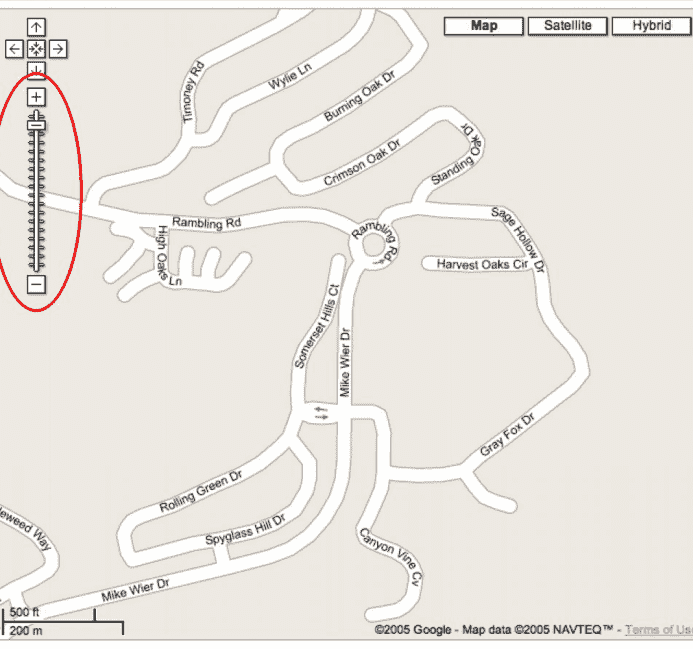 Map
Satellite
Hybrid
Timoney Rd
Wylie Ln
Burning Oak Dr
Crimson Oak Dr
Standing
Oak Dr
Rambling Rd
Rambling Rd
Sage Hollow Dr
High Oaks
Ln
Harvest Oaks Cir
Somerset Hills Ct
Mike Wier Dr
Gray Fox Dr
Rolling Green Dr
Spyglass Hill Dr
Canyon Vine Cv
leweed Way
Mike Wier Dr
500 ft
200 m
©2005 Google - Map data ©2005 NAVTEQ™ - Terms of Us